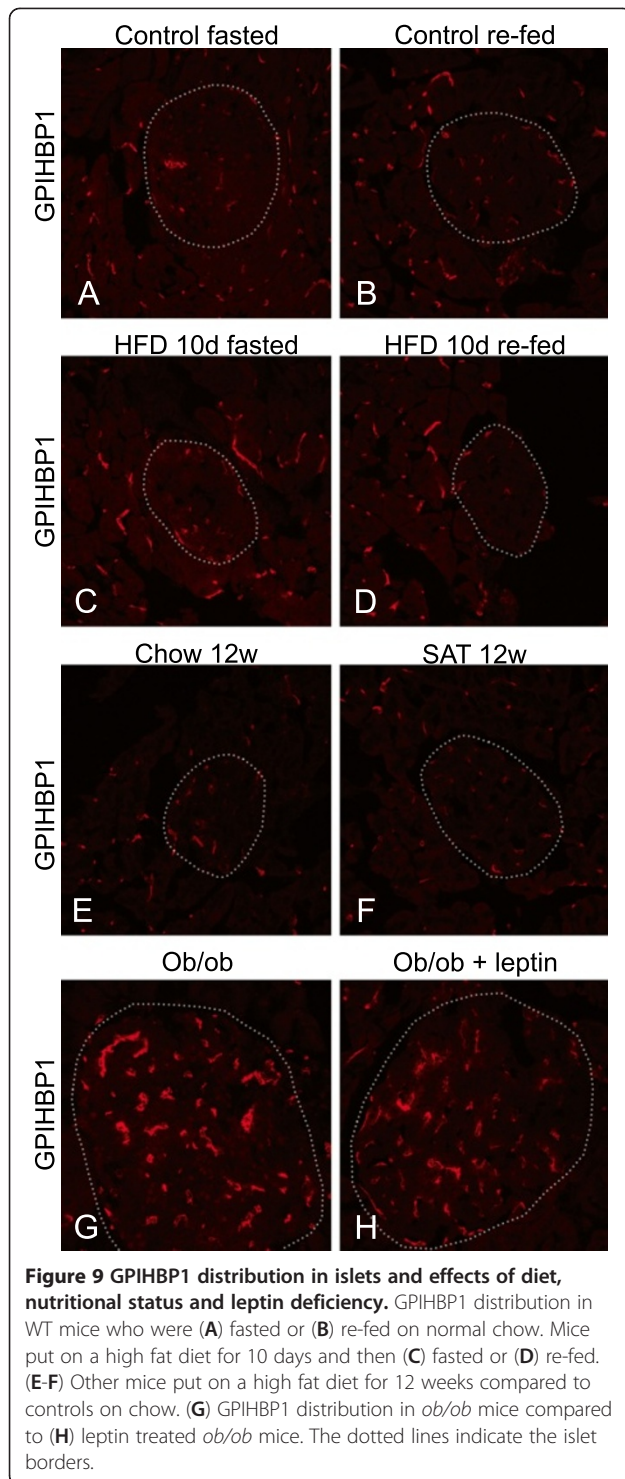 Control fasted
Control re-fed
GPIHBP1
A
B
HFD 10d fasted
HFD 10d re-fed
GPIHBP1
C
D
Chow 12w
SAT 12w
GPIHBP1
E
F
Ob/ob
Ob/ob + leptin
GPIHBP1
G
H
Figure 9 GPIHBP1 distribution in islets and effects of diet,
nutritional status and leptin deficiency. GPIHBP1 distribution in
WT mice who were (A) fasted or (B) re-fed on normal chow. Mice
put on a high fat diet for 10 days and then (C) fasted or (D) re-fed.
(E-F) Other mice put on a high fat diet for 12 weeks compared to
controls on chow. (G) GPIHBP1 distribution in ob/ob mice compared
to (H) leptin treated ob/ob mice. The dotted lines indicate the islet
borders.